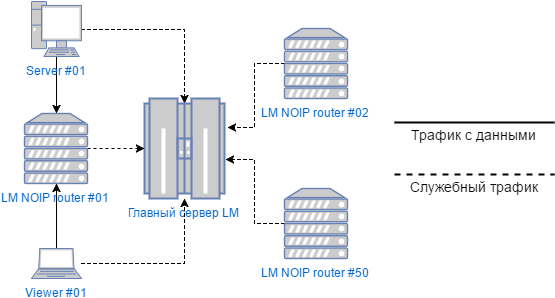 Server #01
LM NOIP router #02
Трафик с данными
Служебный трафик
LM NOIP router #01
Главный сервер LM
LM NOIP router #50
Viewer #01